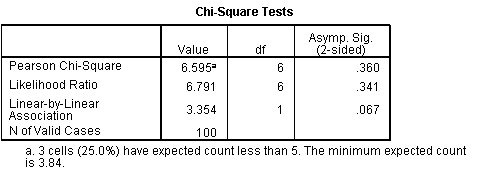 Chi-Square Tests
Value df Asymp. Sig. (2-sided)
Pearson Chi-Square 6.595a 6 .360
Likelihood Ratio 6.791 6 .341
Linear-by-Linear Association 3.354 1 .067
N of Valid Cases 100
a. 3 cells (25.0%) have expected count less than 5. The minimum expected count
is 3.84.